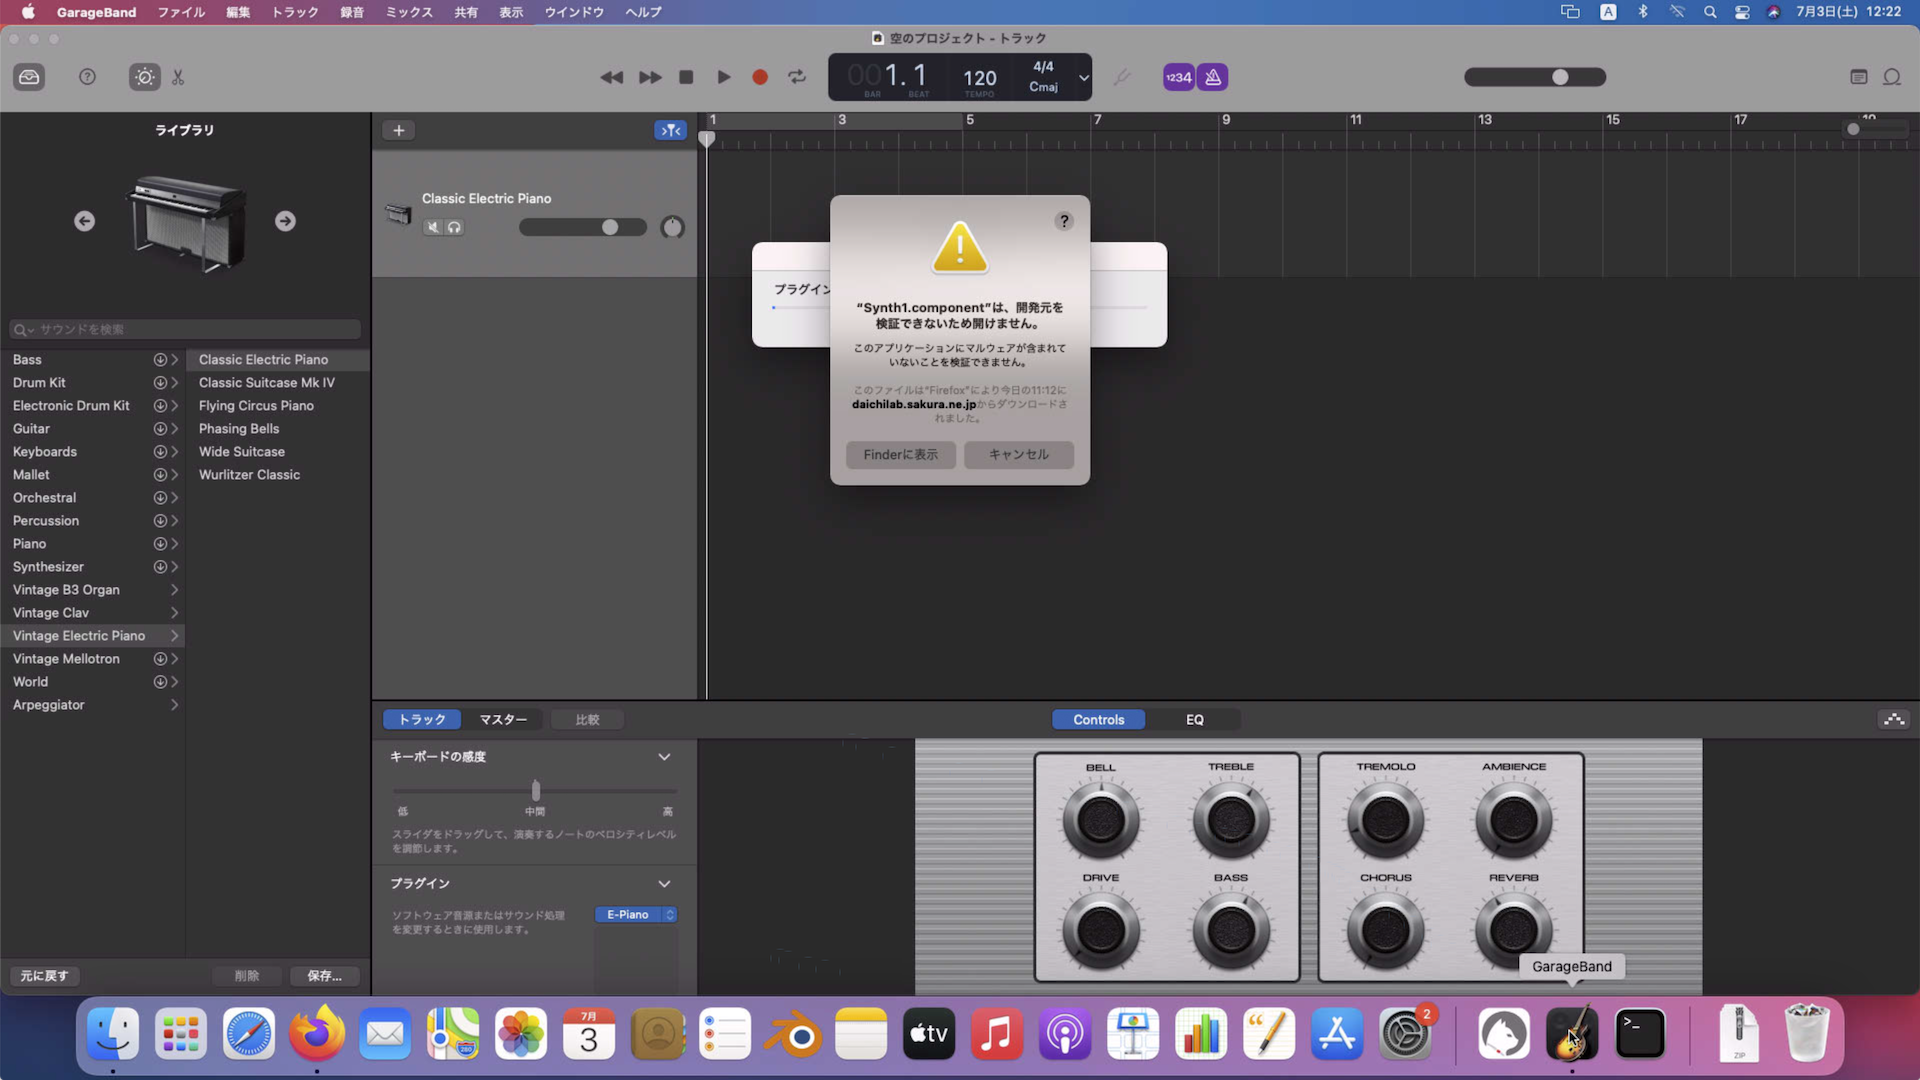 GarageBand ファイル 編集 トラック 録音 ミックス 共有 表示 ウインドウ ヘルプ
A 7月3日(土) 12:22
空のプロジェクト - トラック
001.1 120 4/4 Cmaj
BAR BEAT TEMPO
1234
ライブラリ
1 3 5 7 9 11 13 15 17 19
Classic Electric Piano
サウンドを検索
Bass
Drum Kit
Electronic Drum Kit
Guitar
Keyboards
Mallet
Orchestral
Percussion
Piano
Synthesizer
Vintage B3 Organ
Vintage Clav
Vintage Electric Piano
Vintage Mellotron
World
Arpeggiator
Classic Electric Piano
Classic Suitcase Mk IV
Flying Circus Piano
Phasing Bells
Wide Suitcase
Wurlitzer Classic
元に戻す 削除 保存...
プラグイン
?
“Synth1.component”は、開発元を
検証できないため開けません。
このアプリケーションにマルウェアが含まれて
いないことを検証できません。
このファイルは“Firefox”により今日の11:12に
daichilab.sakura.ne.jpからダウンロードさ
れました。
Finderに表示 キャンセル
トラック マスター 比較
Controls EQ
キーボードの感度
低 中間 高
スライダをドラッグして、演奏するノートのベロシティレベル
を調節します。
プラグイン
ソフトウェア音源またはサウンド処理
を変更するときに使用します。
E-Piano
BELL TREBLE TREMOLO AMBIENCE
DRIVE BASS CHORUS REVERB
GarageBand
7月
3
280
tv
2
>_
ZIP